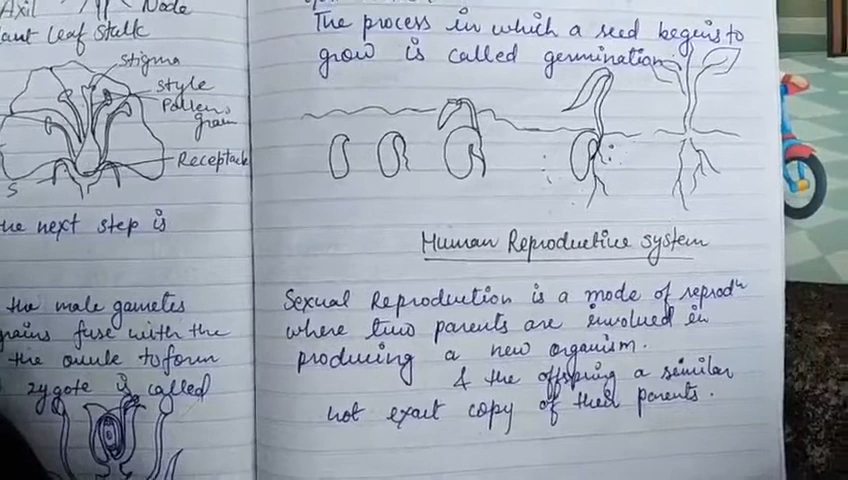 Axil Node
ant Leaf Stalk
Stigma
Style
Pollen
grain
Receptack
S
he next step is
the male gametes
grains fuse with the
the ovule to form
zygote is called
The process in which a seed begins to
grow is called germination
Human Reproductive System
Sexual Reproduction is a mode of reprodⁿ
where two parents are involved in
producing a new organism.
& the offspring a similar
not exact copy of their parents.